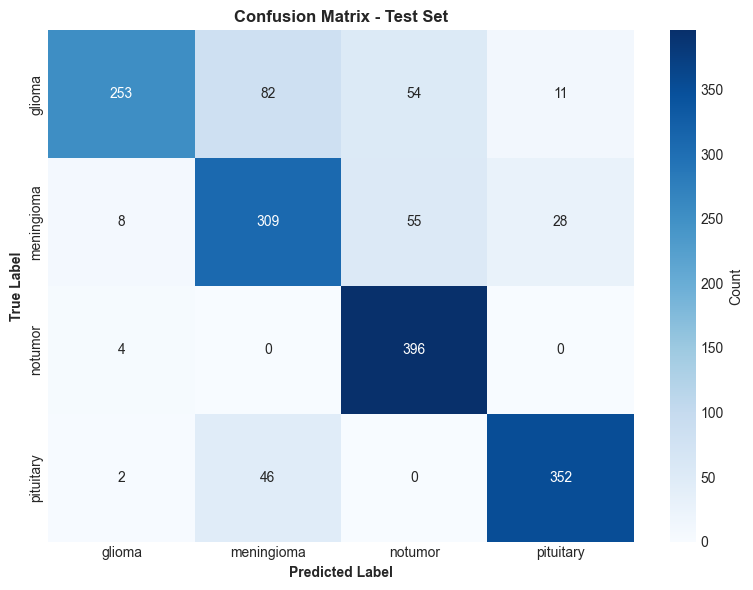 Confusion Matrix - Test Set
True Label
glioma
253 82 54 11
meningioma
8 309 55 28
notumor
4 0 396 0
pituitary
2 46 0 352
glioma meningioma notumor pituitary
Predicted Label
350
300
250
200
150
100
50
0
Count